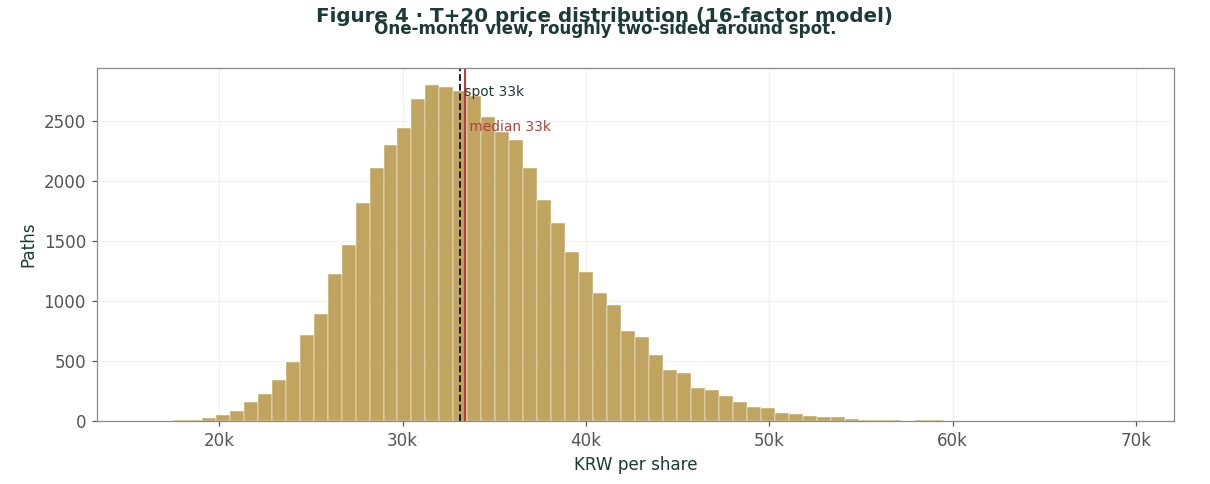 Figure 4 · T+20 price distribution (16-factor model)
One-month view, roughly two-sided around spot.
spot 33k
median 33k
Paths
2500
2000
1500
1000
500
0
20k
30k
40k
50k
60k
70k
KRW per share